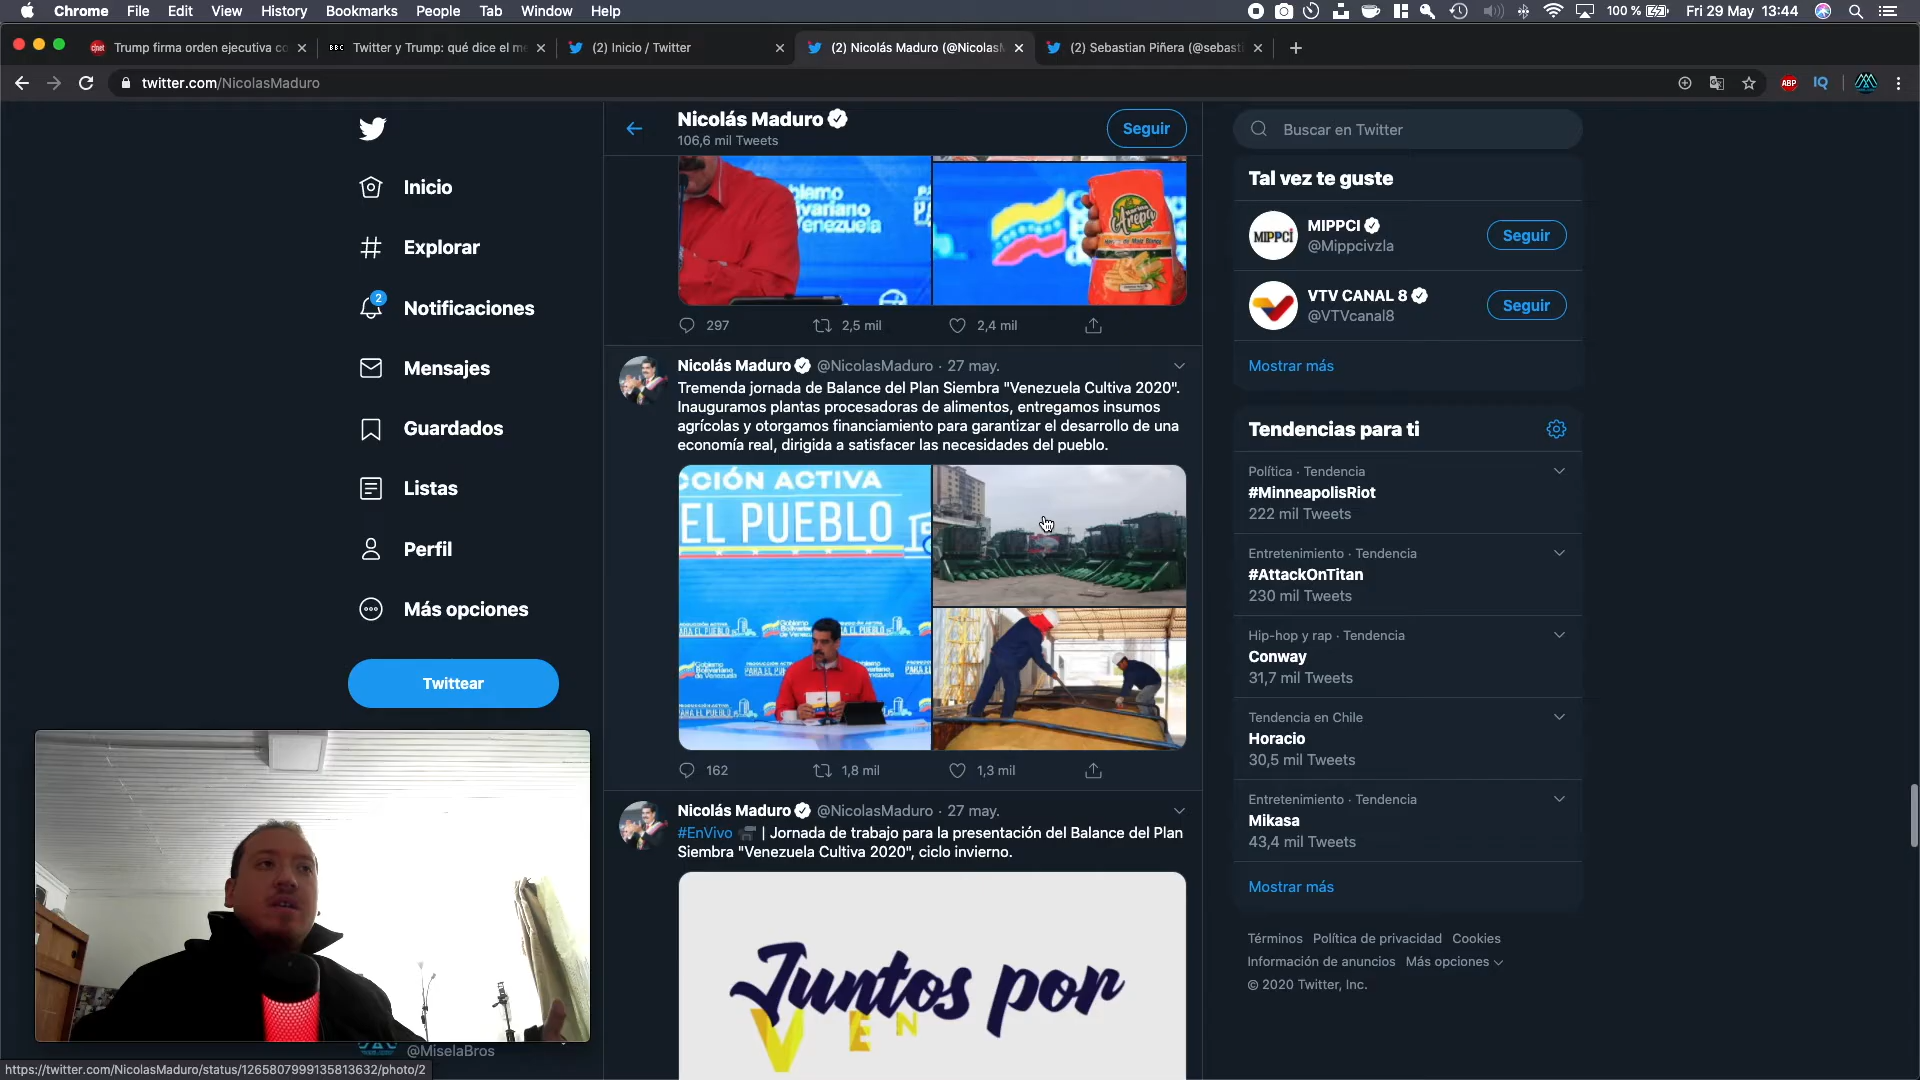 Chrome File Edit View History Bookmarks People Tab Window Help
100 % Fri 29 May 13:44
Trump firma orden ejecutiva co
BBC Twitter y Trump: qué dice el me
(2) Inicio / Twitter
(2) Nicolás Maduro (@NicolasM
(2) Sebastian Piñera (@sebasti
twitter.com/NicolasMaduro
ABP
IQ
Nicolás Maduro
106,6 mil Tweets
Seguir
Inicio
Explorar
2
Notificaciones
Mensajes
Guardados
Listas
Perfil
Más opciones
Twittear
@MiselaBros
297 2,5 mil 2,4 mil
Nicolás Maduro @NicolasMaduro · 27 may.
Tremenda jornada de Balance del Plan Siembra "Venezuela Cultiva 2020".
Inauguramos plantas procesadoras de alimentos, entregamos insumos
agrícolas y otorgamos financiamiento para garantizar el desarrollo de una
economía real, dirigida a satisfacer las necesidades del pueblo.
CCIÓN ACTIVA
EL PUEBLO
162 1,8 mil 1,3 mil
Nicolás Maduro @NicolasMaduro · 27 may.
#EnVivo | Jornada de trabajo para la presentación del Balance del Plan
Siembra "Venezuela Cultiva 2020", ciclo invierno.
Juntos por
VEN
Buscar en Twitter
Tal vez te guste
MIPPCI
MIPPCI
@Mippcivzla
Seguir
VTV CANAL 8
@VTVcanal8
Seguir
Mostrar más
Tendencias para ti
Política · Tendencia
#MinneapolisRiot
222 mil Tweets
Entretenimiento · Tendencia
#AttackOnTitan
230 mil Tweets
Hip-hop y rap · Tendencia
Conway
31,7 mil Tweets
Tendencia en Chile
Horacio
30,5 mil Tweets
Entretenimiento · Tendencia
Mikasa
43,4 mil Tweets
Mostrar más
Términos Política de privacidad Cookies
Información de anuncios Más opciones
© 2020 Twitter, Inc.
https://twitter.com/NicolasMaduro/status/1265807999135813632/photo/2